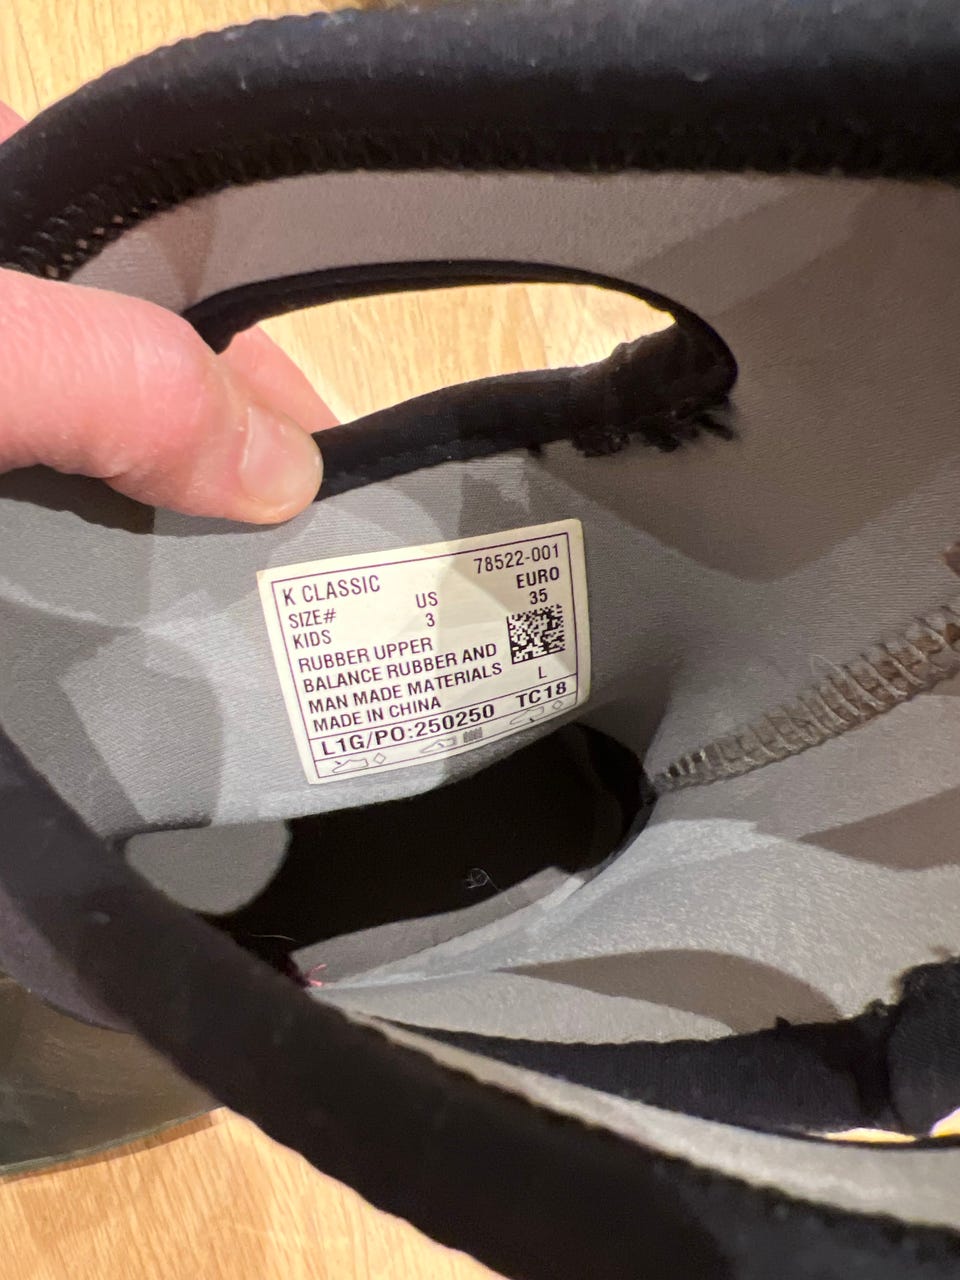 K CLASSIC 78522-001
SIZE# US EURO
KIDS 3 35
RUBBER UPPER
BALANCE RUBBER AND
MAN MADE MATERIALS L
MADE IN CHINA
L1G/PO:250250 TC18